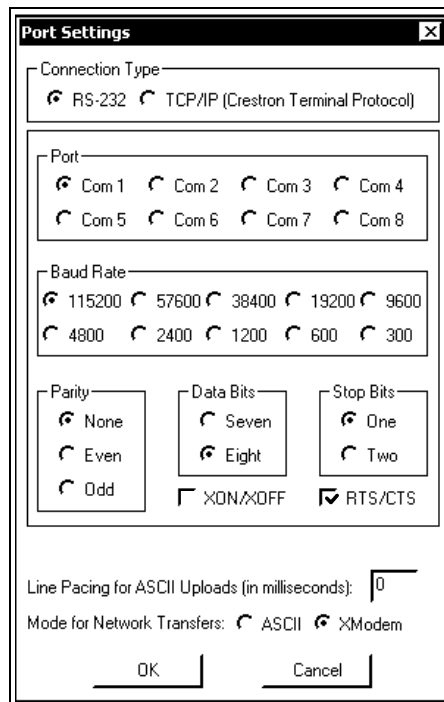 Port Settings
Connection Type
RS-232 TCP/IP (Crestron Terminal Protocol)
Port
Com 1 Com 2 Com 3 Com 4
Com 5 Com 6 Com 7 Com 8
Baud Rate
115200 57600 38400 19200 9600
4800 2400 1200 600 300
Parity Data Bits Stop Bits
None Seven One
Even Eight Two
Odd XON/XOFF RTS/CTS
Line Pacing for ASCII Uploads (in milliseconds): 0
Mode for Network Transfers: ASCII XModem
OK Cancel